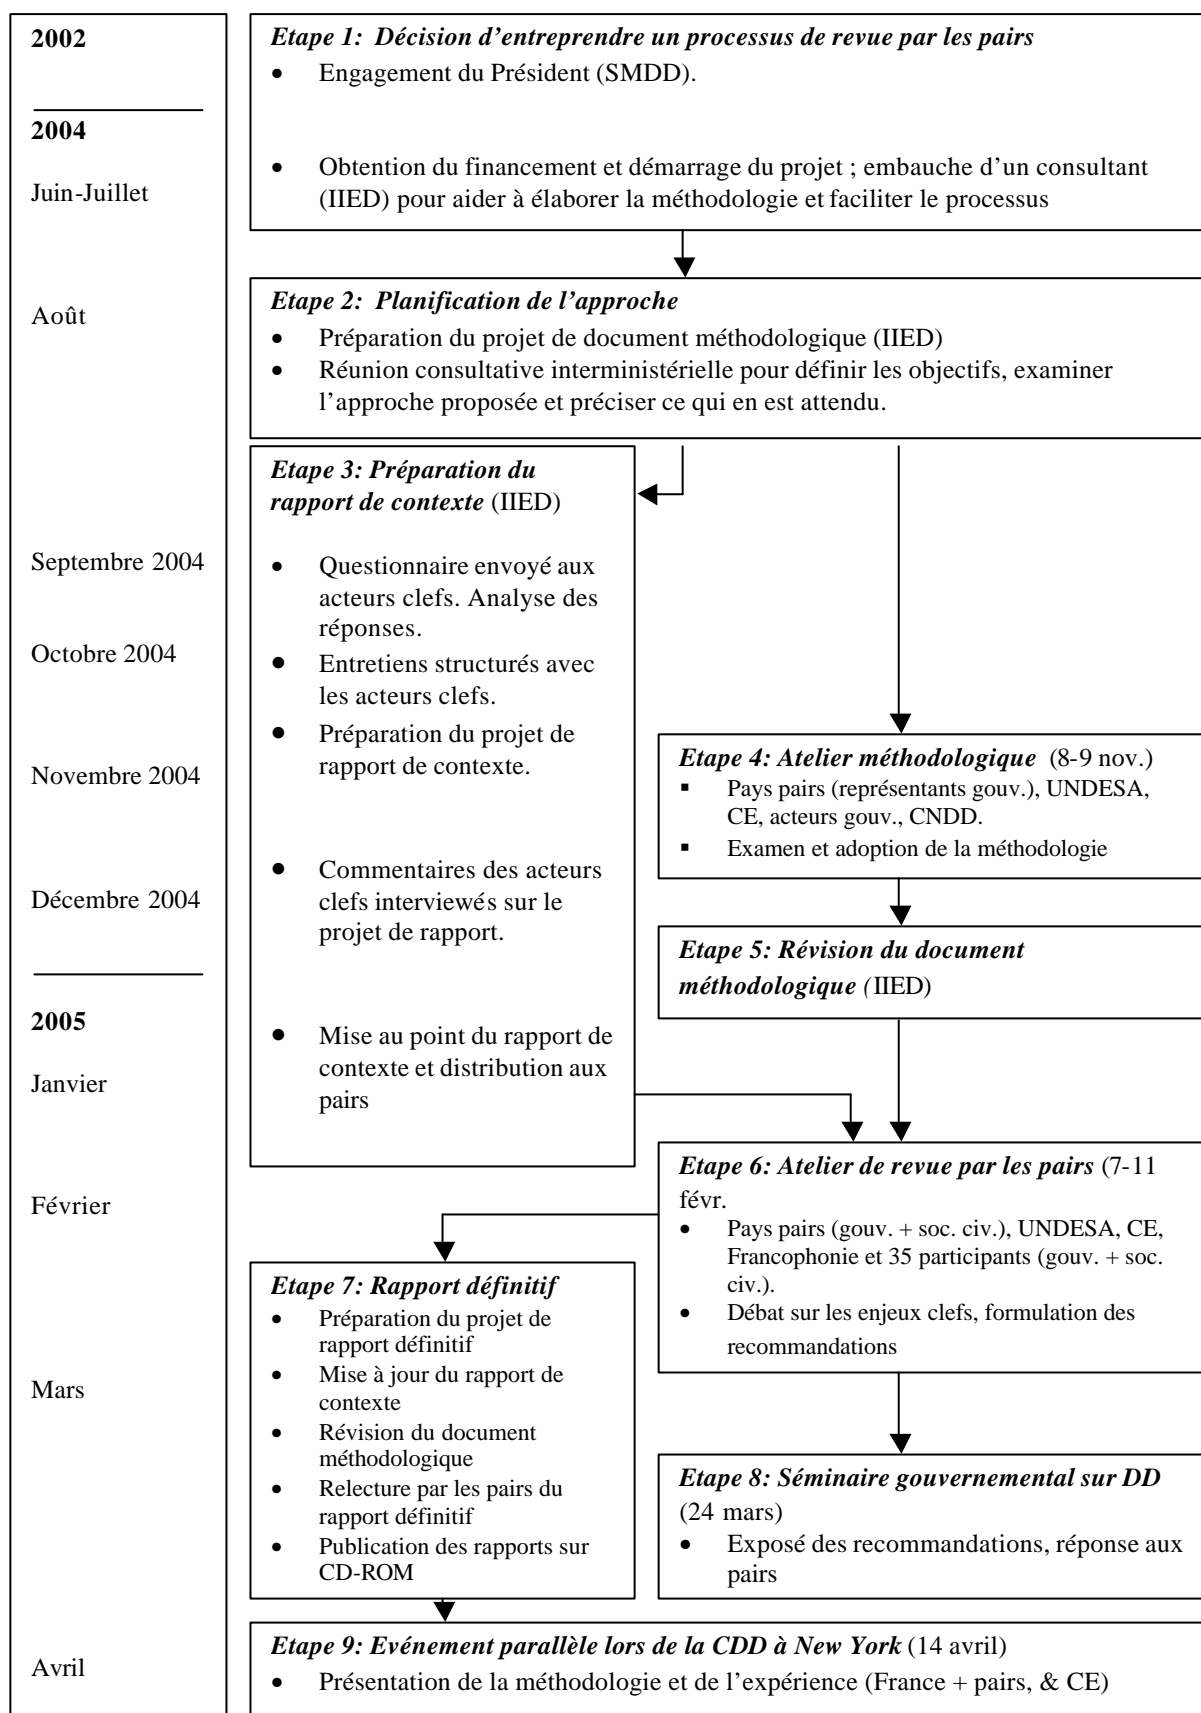 2002
2004
Juin-Juillet
Août
Septembre 2004
Octobre 2004
Novembre 2004
Décembre 2004
2005
Janvier
Février
Mars
Avril
Etape 1: Décision d’entreprendre un processus de revue par les pairs
• Engagement du Président (SMDD).
• Obtention du financement et démarrage du projet ; embauche d’un consultant
(IIED) pour aider à élaborer la méthodologie et faciliter le processus
Etape 2: Planification de l’approche
• Préparation du projet de document méthodologique (IIED)
• Réunion consultative interministérielle pour définir les objectifs, examiner
l’approche proposée et préciser ce qui en est attendu.
Etape 3: Préparation du
rapport de contexte (IIED)
• Questionnaire envoyé aux
acteurs clefs. Analyse des
réponses.
• Entretiens structurés avec
les acteurs clefs.
• Préparation du projet de
rapport de contexte.
• Commentaires des acteurs
clefs interviewés sur le
projet de rapport.
• Mise au point du rapport de
contexte et distribution aux
pairs
Etape 4: Atelier méthodologique (8-9 nov.)
▪ Pays pairs (représentants gouv.), UNDESA,
CE, acteurs gouv., CNDD.
▪ Examen et adoption de la méthodologie
Etape 5: Révision du document
méthodologique (IIED)
Etape 6: Atelier de revue par les pairs (7-11
févr.
• Pays pairs (gouv. + soc. civ.), UNDESA, CE,
Francophonie et 35 participants (gouv. + soc.
civ.).
• Débat sur les enjeux clefs, formulation des
recommandations
Etape 7: Rapport définitif
• Préparation du projet de
rapport définitif
• Mise à jour du rapport de
contexte
• Révision du document
méthodologique
• Relecture par les pairs du
rapport définitif
• Publication des rapports sur
CD-ROM
Etape 8: Séminaire gouvernemental sur DD
(24 mars)
• Exposé des recommandations, réponse aux
pairs
Etape 9: Evénement parallèle lors de la CDD à New York (14 avril)
• Présentation de la méthodologie et de l’expérience (France + pairs, & CE)